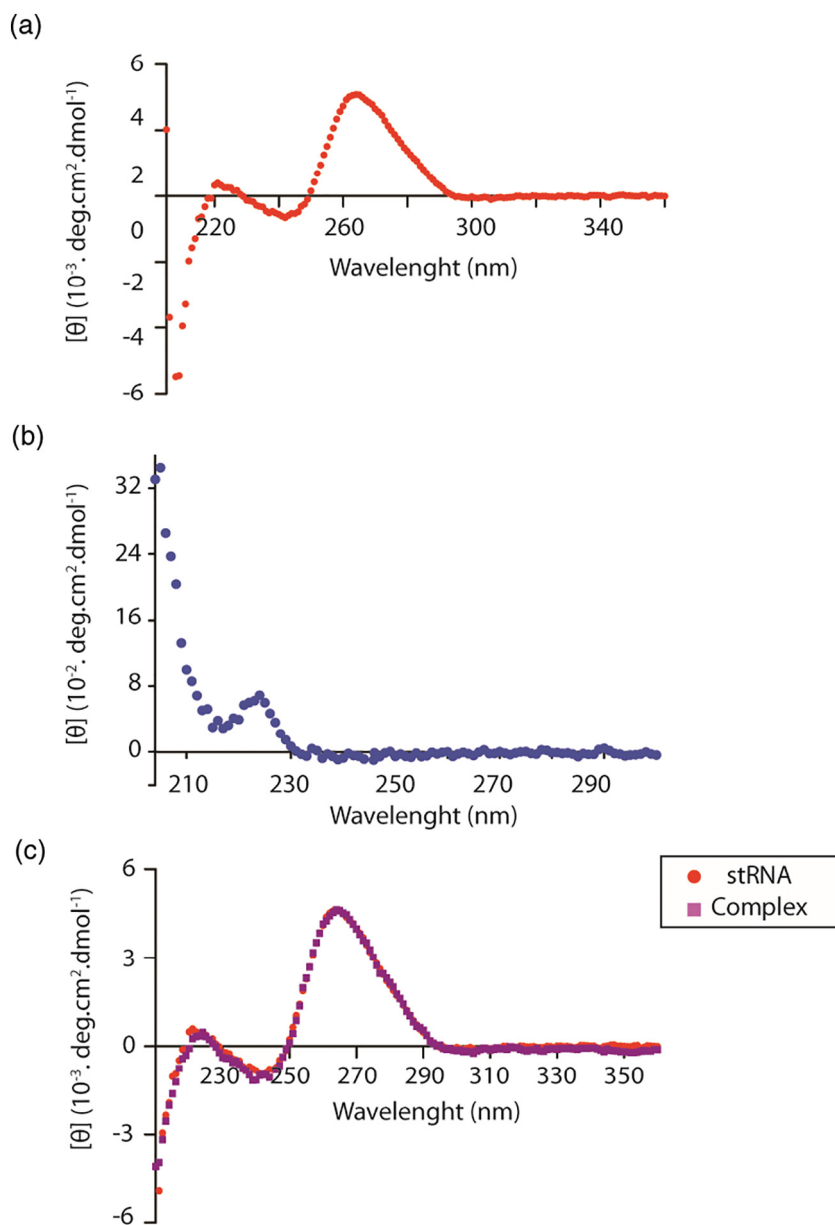 (a)
6
4
2
0
-2
-4
-6
[θ] (10⁻³. deg.cm².dmol⁻¹)
220 260 300 340
Wavelenght (nm)
(b)
32
24
16
8
0
[θ] (10⁻². deg.cm².dmol⁻¹)
210 230 250 270 290
Wavelenght (nm)
(c)
6
3
0
-3
-6
[θ] (10⁻³. deg.cm².dmol⁻¹)
230 250 270 290 310 330 350
Wavelenght (nm)
stRNA
Complex